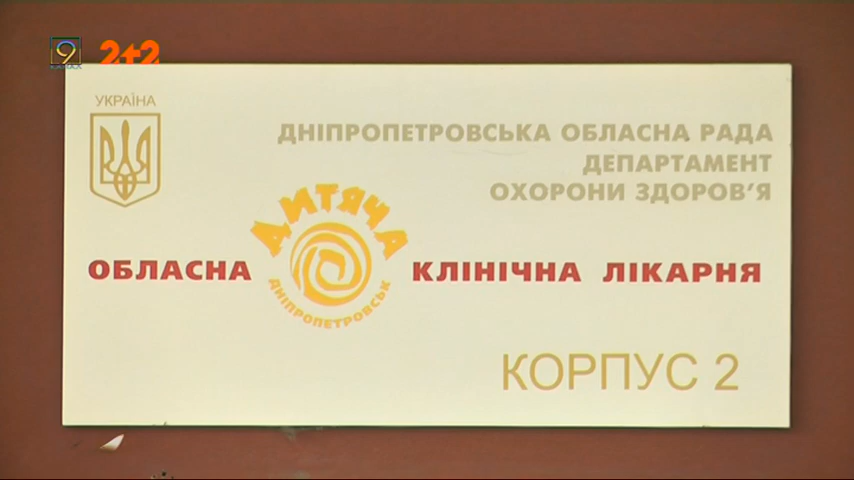 9 2+2
УКРАЇНА
ДНІПРОПЕТРОВСЬКА ОБЛАСНА РАДА
ДЕПАРТАМЕНТ
ОХОРОНИ ЗДОРОВ'Я
ОБЛАСНА ДИТЯЧА КЛІНІЧНА ЛІКАРНЯ
ДНІПРОПЕТРОВСЬК
КОРПУС 2